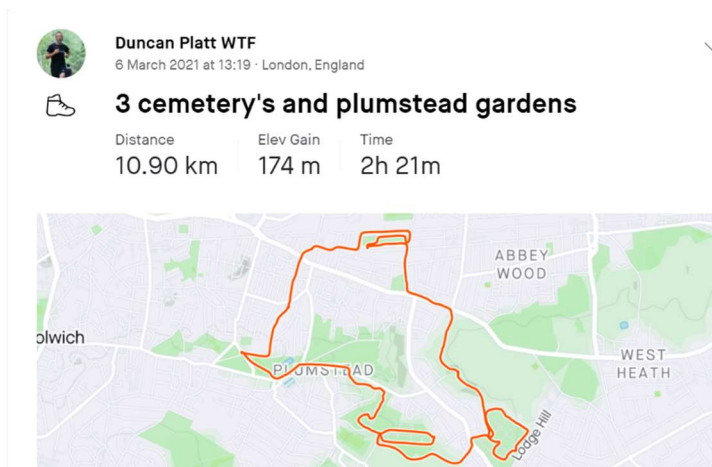 Duncan Platt WTF
6 March 2021 at 13:19 · London, England
3 cemetery's and plumstead gardens
Distance Elev Gain Time
10.90 km 174 m 2h 21m
ABBEY
WOOD
olwich
WEST
HEATH
PLUMSTEAD
Lodge Hill